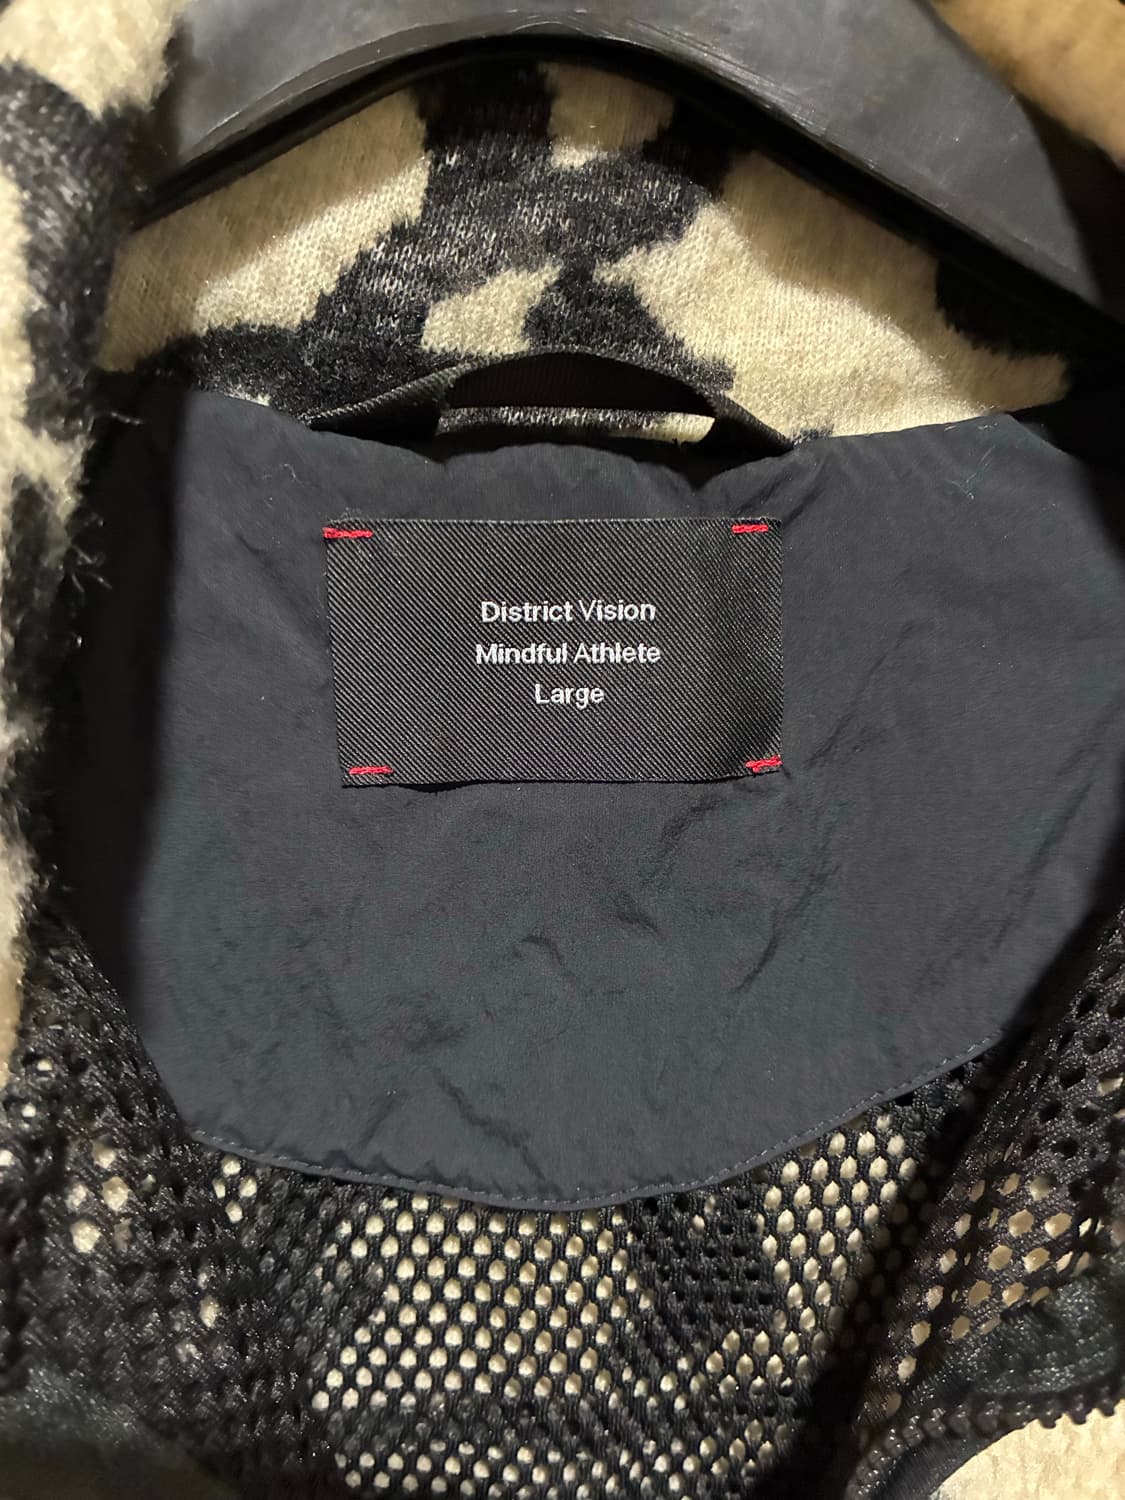 District Vision
Mindful Athlete
Large